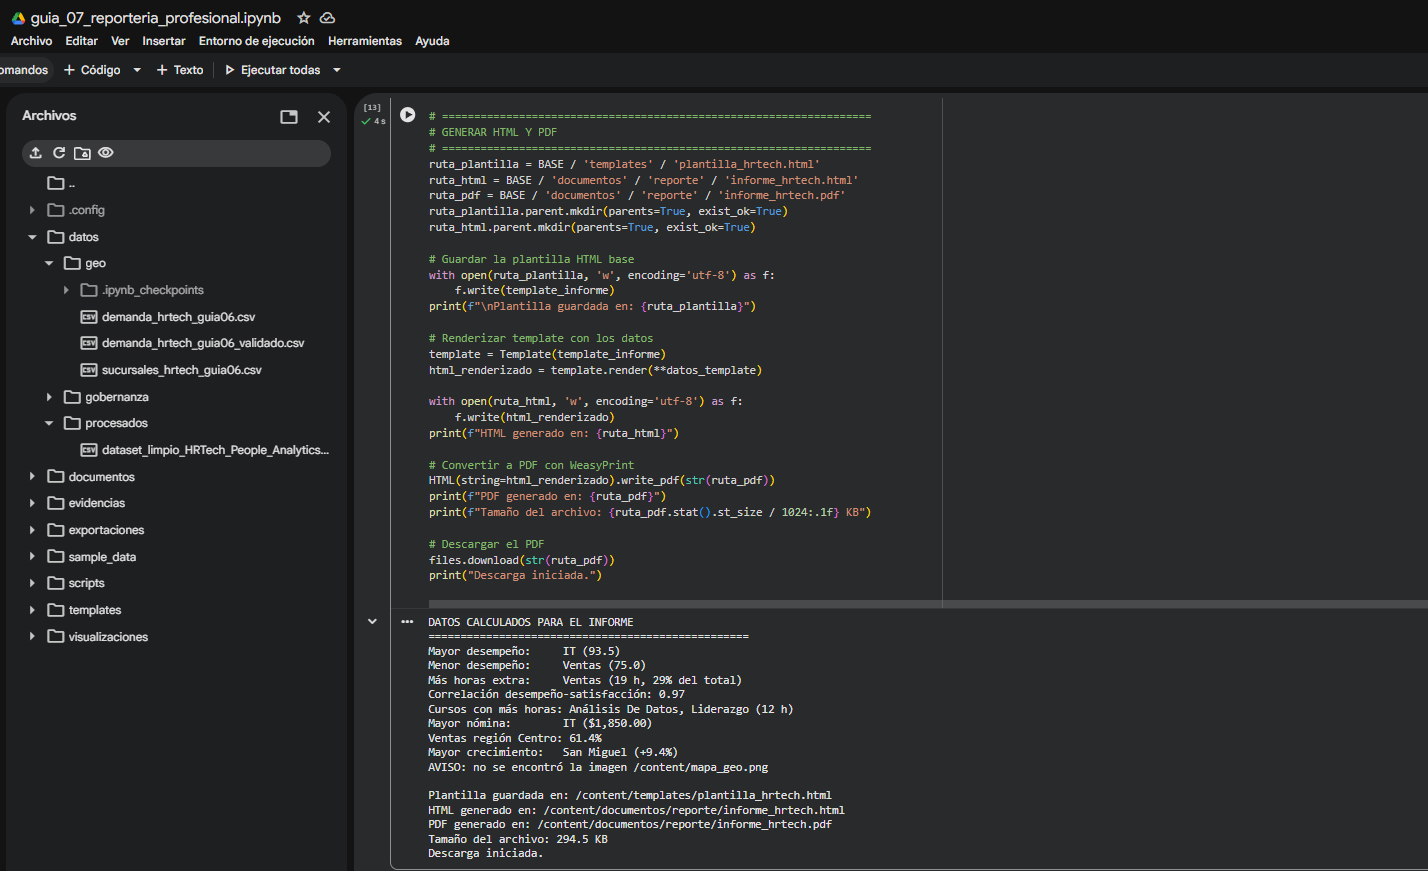 guia_07_reporteria_profesional.ipynb
Archivo Editar Ver Insertar Entorno de ejecución Herramientas Ayuda
omandos + Código + Texto Ejecutar todas
Archivos
..
.config
datos
geo
.ipynb_checkpoints
demanda_hrtech_guia06.csv
demanda_hrtech_guia06_validado.csv
sucursales_hrtech_guia06.csv
gobernanza
procesados
dataset_limpio_HRTech_People_Analytics...
documentos
evidencias
exportaciones
sample_data
scripts
templates
visualizaciones
[13]
4 s
# ===================================================================
# GENERAR HTML Y PDF
# ===================================================================
ruta_plantilla = BASE / 'templates' / 'plantilla_hrtech.html'
ruta_html = BASE / 'documentos' / 'reporte' / 'informe_hrtech.html'
ruta_pdf = BASE / 'documentos' / 'reporte' / 'informe_hrtech.pdf'
ruta_plantilla.parent.mkdir(parents=True, exist_ok=True)
ruta_html.parent.mkdir(parents=True, exist_ok=True)
# Guardar la plantilla HTML base
with open(ruta_plantilla, 'w', encoding='utf-8') as f:
    f.write(template_informe)
print(f"\nPlantilla guardada en: {ruta_plantilla}")
# Renderizar template con los datos
template = Template(template_informe)
html_renderizado = template.render(**datos_template)
with open(ruta_html, 'w', encoding='utf-8') as f:
    f.write(html_renderizado)
print(f"HTML generado en: {ruta_html}")
# Convertir a PDF con WeasyPrint
HTML(string=html_renderizado).write_pdf(str(ruta_pdf))
print(f"PDF generado en: {ruta_pdf}")
print(f"Tamaño del archivo: {ruta_pdf.stat().st_size / 1024:.1f} KB")
# Descargar el PDF
files.download(str(ruta_pdf))
print("Descarga iniciada.")
DATOS CALCULADOS PARA EL INFORME
==================================================
Mayor desempeño:     IT (93.5)
Menor desempeño:     Ventas (75.0)
Más horas extra:     Ventas (19 h, 29% del total)
Correlación desempeño-satisfacción: 0.97
Cursos con más horas: Análisis De Datos, Liderazgo (12 h)
Mayor nómina:        IT ($1,850.00)
Ventas región Centro: 61.4%
Mayor crecimiento:   San Miguel (+9.4%)
AVISO: no se encontró la imagen /content/mapa_geo.png
Plantilla guardada en: /content/templates/plantilla_hrtech.html
HTML generado en: /content/documentos/reporte/informe_hrtech.html
PDF generado en: /content/documentos/reporte/informe_hrtech.pdf
Tamaño del archivo: 294.5 KB
Descarga iniciada.